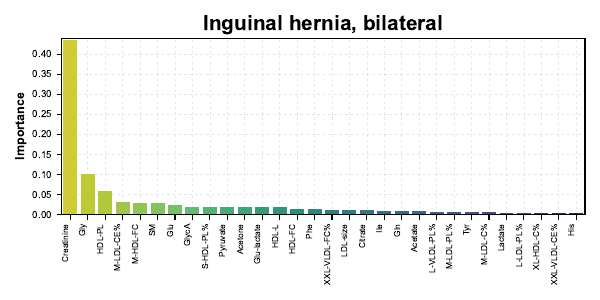 Inguinal hernia, bilateral
Importance
0.40
0.35
0.30
0.25
0.20
0.15
0.10
0.05
0.00
Creatinine
Gly
HDL-PL
M-LDL-CE%
M-HDL-FC
SM
Glu
GlycA
S-HDL-PL%
Pyruvate
Acetone
Glu-lactate
HDL-L
HDL-FC
Phe
XXL-VLDL-FC%
LDL-size
Citrate
Ile
Gln
Acetate
L-VLDL-PL%
M-LDL-PL%
Tyr
M-LDL-C%
Lactate
L-LDL-PL%
XL-HDL-C%
XXL-VLDL-CE%
His